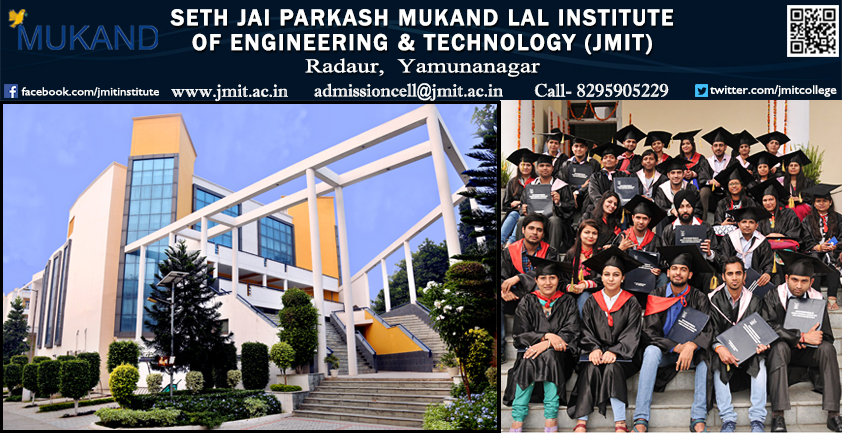 MUKAND
SETH JAI PARKASH MUKAND LAL INSTITUTE
OF ENGINEERING & TECHNOLOGY (JMIT)
Radaur, Yamunanagar
facebook.com/jmitinstitute www.jmit.ac.in admissioncell@jmit.ac.in Call- 8295905229 twitter.com/jmitcollege